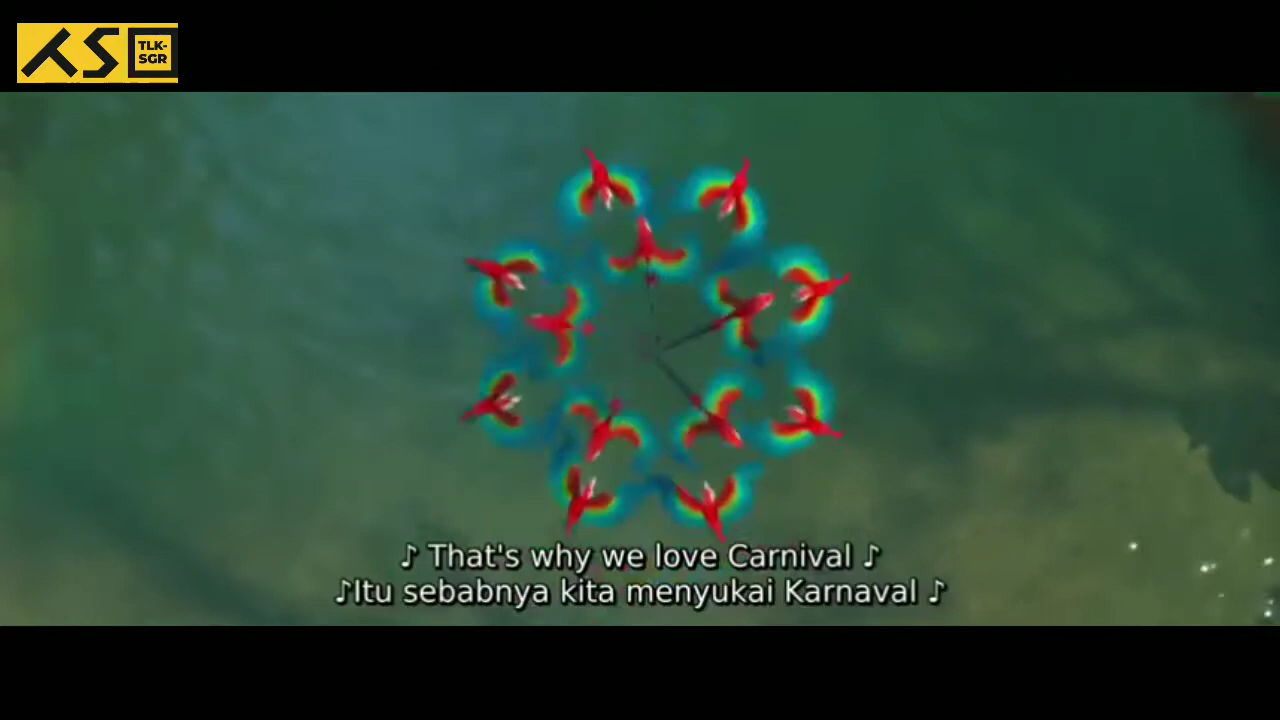 TLK-
SGR
♪ That's why we love Carnival ♪
♪Itu sebabnya kita menyukai Karnaval ♪